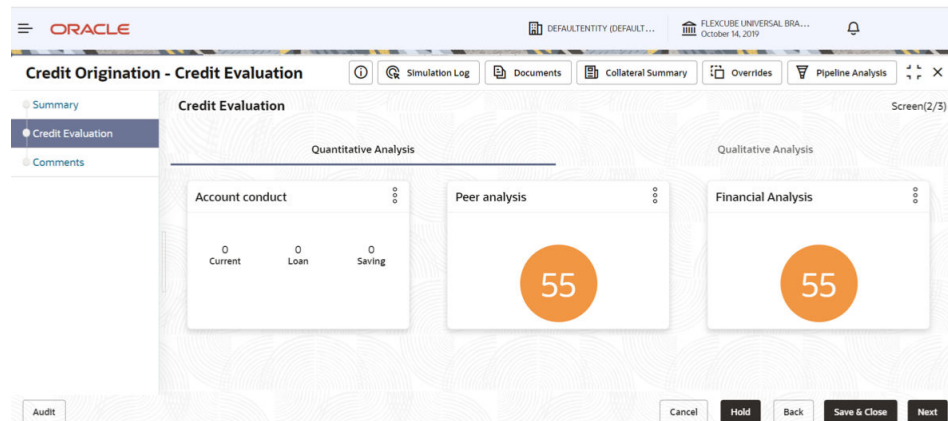 ORACLE
DEFAULTENTITY (DEFAULT...
FLEXCUBE UNIVERSAL BRA...
October 14, 2019
Credit Origination - Credit Evaluation
Simulation Log
Documents
Collateral Summary
Overrides
Pipeline Analysis
Summary
Credit Evaluation
Comments
Credit Evaluation
Screen(2/3)
Quantitative Analysis
Qualitative Analysis
Account conduct
0 0 0
Current Loan Saving
Peer analysis
55
Financial Analysis
55
Audit
Cancel
Hold
Back
Save & Close
Next